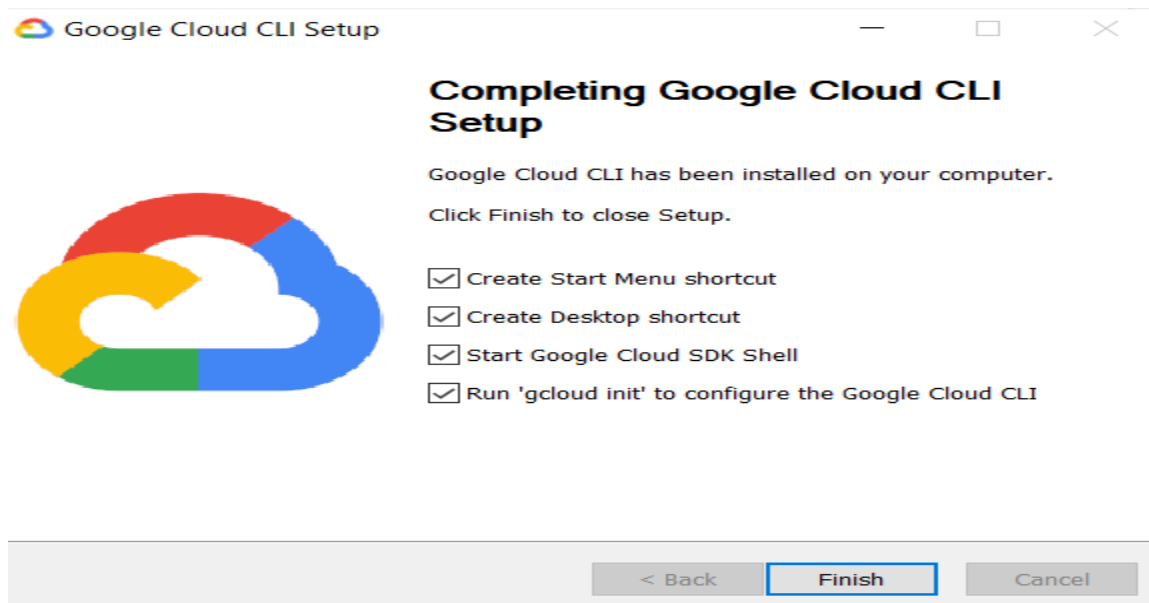 Google Cloud CLI Setup
Completing Google Cloud CLI
Setup
Google Cloud CLI has been installed on your computer.
Click Finish to close Setup.
Create Start Menu shortcut
Create Desktop shortcut
Start Google Cloud SDK Shell
Run 'gcloud init' to configure the Google Cloud CLI
< Back Finish Cancel